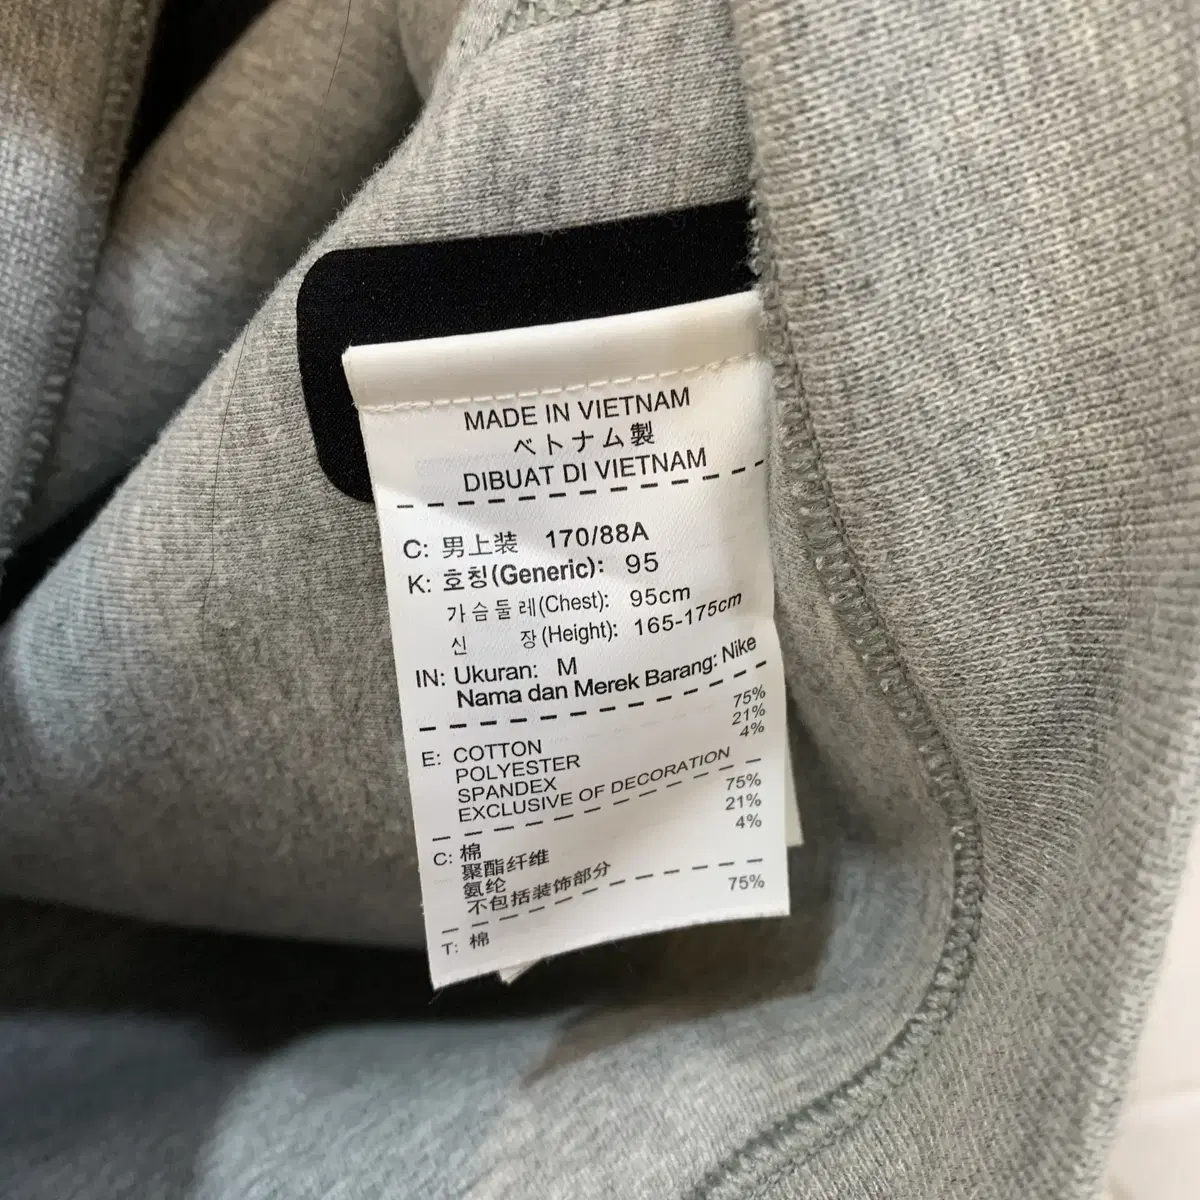 MADE IN VIETNAM
ベトナム製
DIBUAT DI VIETNAM
C: 男上装 170/88A
K: 호칭(Generic): 95
가슴둘레(Chest): 95cm
신 장(Height): 165-175cm
IN: Ukuran: M
Nama dan Merek Barang: Nike
E: COTTON 75%
POLYESTER 21%
SPANDEX 4%
EXCLUSIVE OF DECORATION
C: 棉 75%
聚酯纤维 21%
氨纶 4%
不包括装饰部分
T: 棉 75%